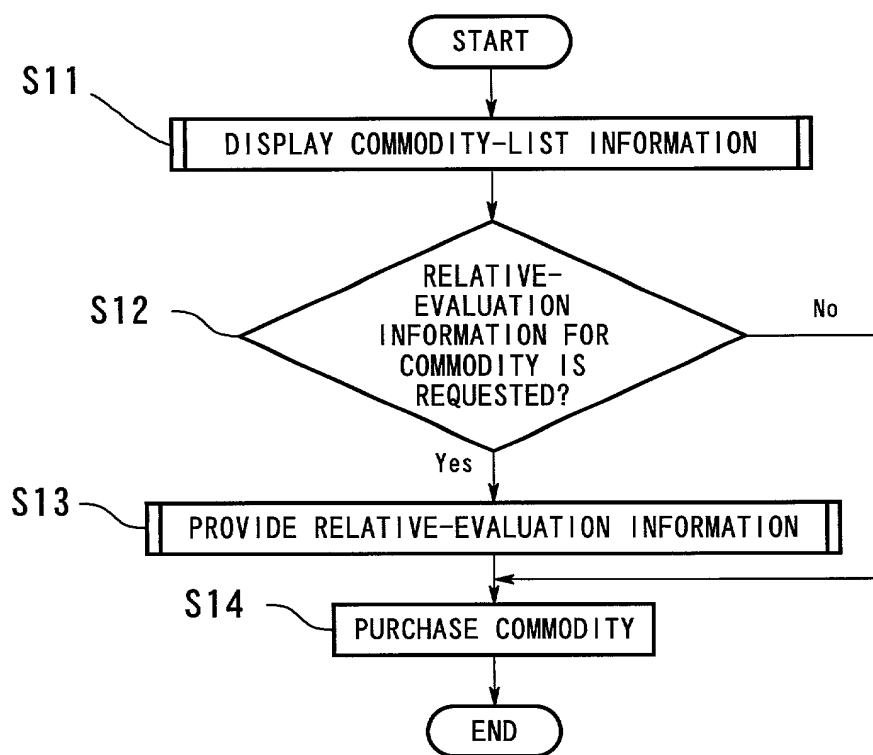 START
S11
DISPLAY COMMODITY-LIST INFORMATION
S12
RELATIVE-
EVALUATION
INFORMATION FOR
COMMODITY IS
REQUESTED?
No
Yes
S13
PROVIDE RELATIVE-EVALUATION INFORMATION
S14
PURCHASE COMMODITY
END